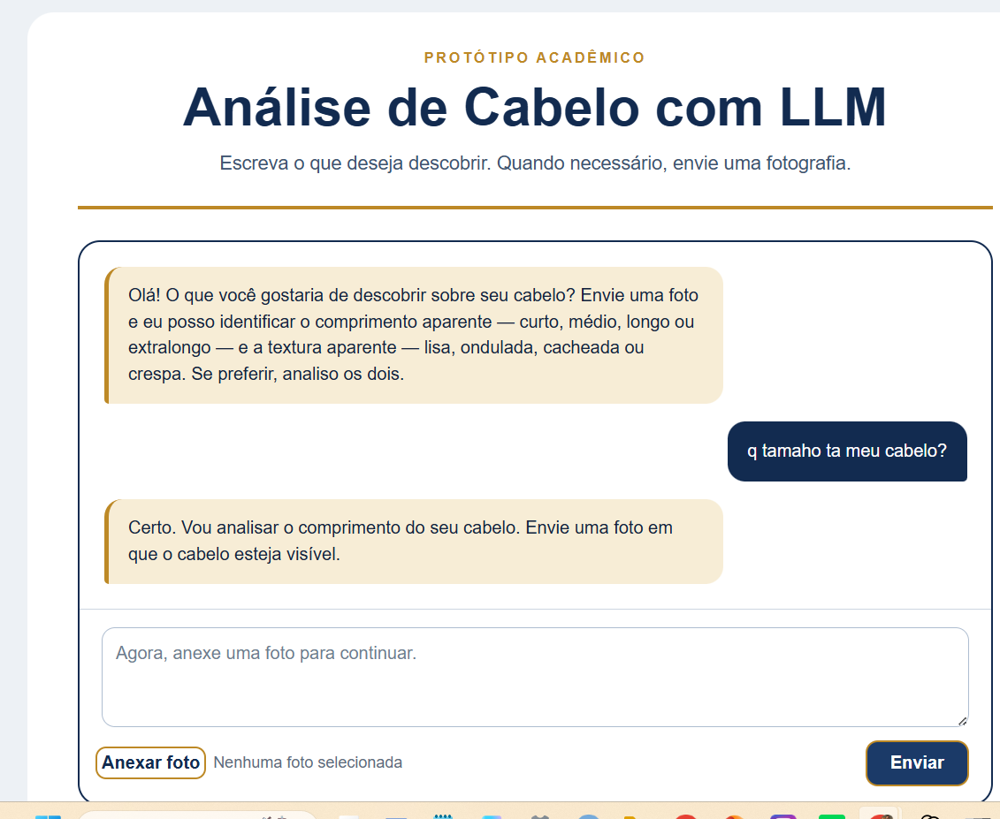 PROTÓTIPO ACADÊMICO
Análise de Cabelo com LLM
Escreva o que deseja descobrir. Quando necessário, envie uma fotografia.
Olá! O que você gostaria de descobrir sobre seu cabelo? Envie uma foto
e eu posso identificar o comprimento aparente — curto, médio, longo ou
extralongo — e a textura aparente — lisa, ondulada, cacheada ou
crespa. Se preferir, analiso os dois.
q tamaho ta meu cabelo?
Certo. Vou analisar o comprimento do seu cabelo. Envie uma foto em
que o cabelo esteja visível.
Agora, anexe uma foto para continuar.
Anexar foto Nenhuma foto selecionada
Enviar